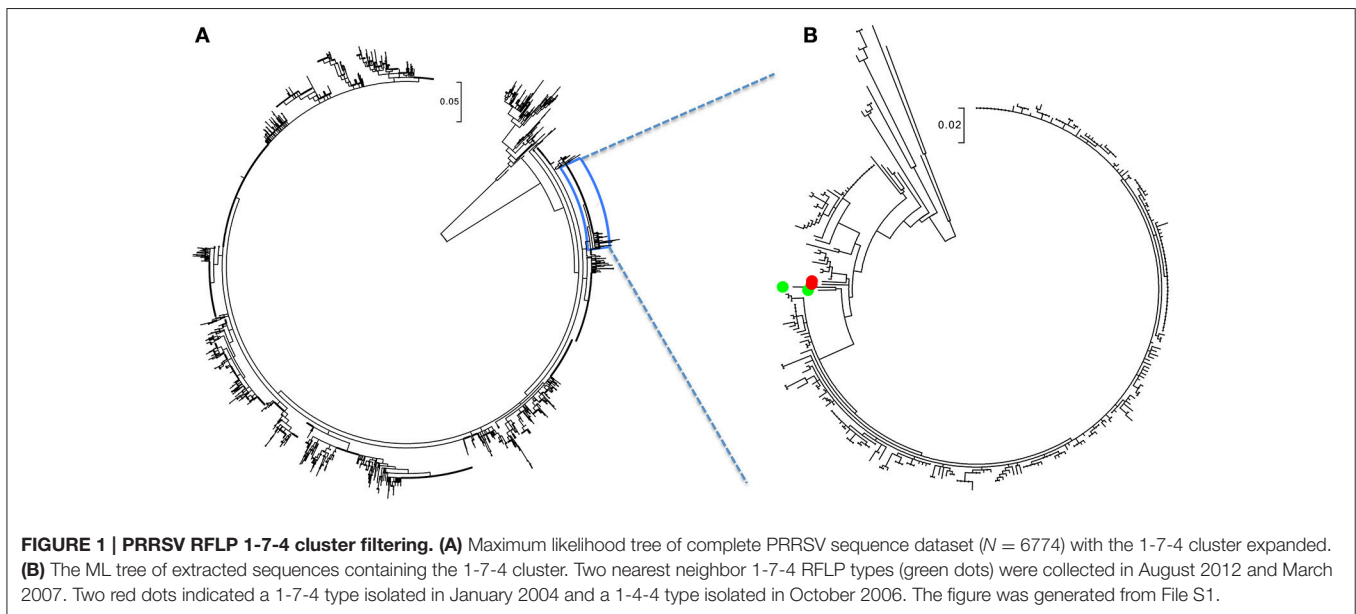 A
B
0.05
0.02
FIGURE 1 | PRRSV RFLP 1-7-4 cluster filtering. (A) Maximum likelihood tree of complete PRRSV sequence dataset (N = 6774) with the 1-7-4 cluster expanded.
(B) The ML tree of extracted sequences containing the 1-7-4 cluster. Two nearest neighbor 1-7-4 RFLP types (green dots) were collected in August 2012 and March
2007. Two red dots indicated a 1-7-4 type isolated in January 2004 and a 1-4-4 type isolated in October 2006. The figure was generated from File S1.